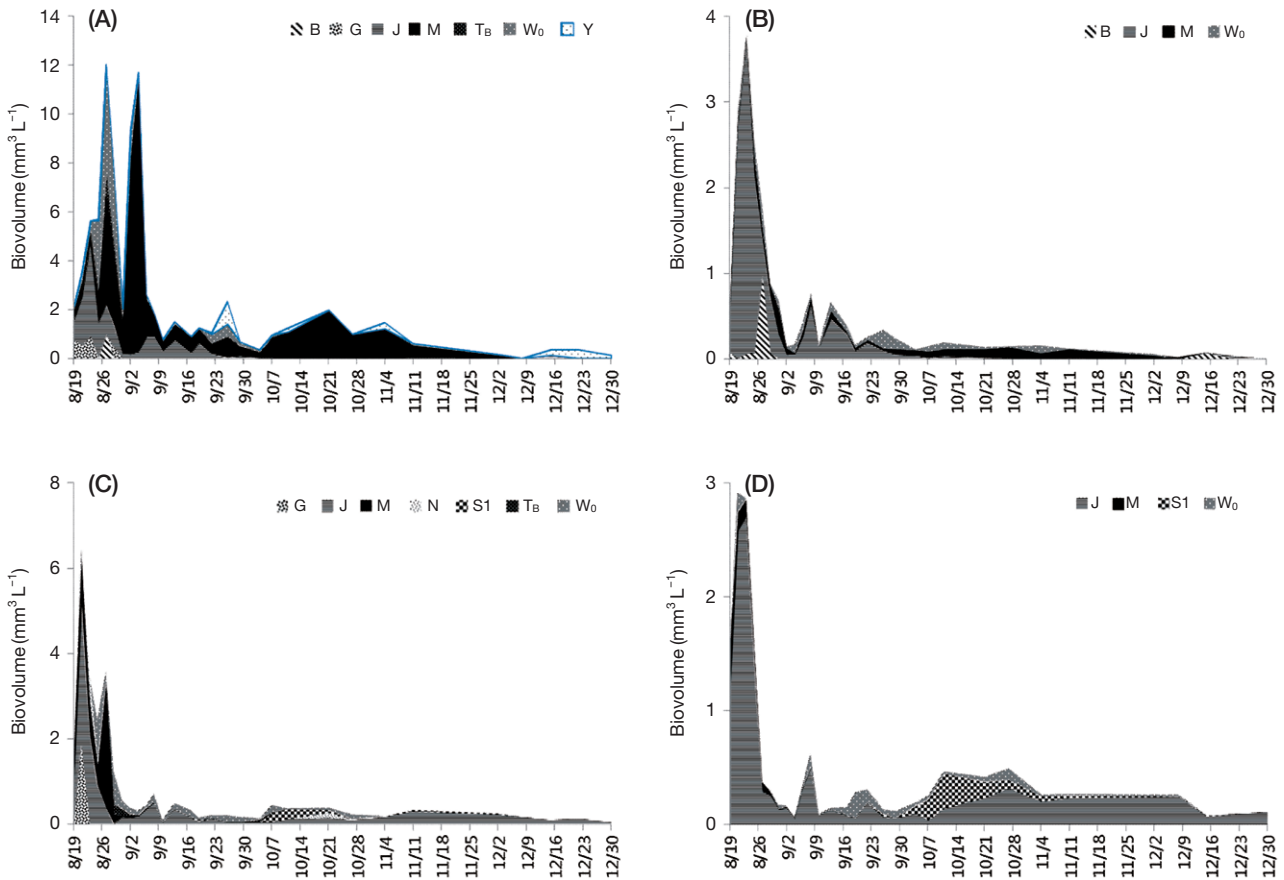 (A)
B G J M TB W0 Y
Biovolume (mm³ L⁻¹)
14
12
10
8
6
4
2
0
8/19 8/26 9/2 9/9 9/16 9/23 9/30 10/7 10/14 10/21 10/28 11/4 11/11 11/18 11/25 12/2 12/9 12/16 12/23 12/30
(B)
B J M W0
Biovolume (mm³ L⁻¹)
4
3
2
1
0
8/19 8/26 9/2 9/9 9/16 9/23 9/30 10/7 10/14 10/21 10/28 11/4 11/11 11/18 11/25 12/2 12/9 12/16 12/23 12/30
(C)
G J M N S1 TB W0
Biovolume (mm³ L⁻¹)
8
6
4
2
0
8/19 8/26 9/2 9/9 9/16 9/23 9/30 10/7 10/14 10/21 10/28 11/4 11/11 11/18 11/25 12/2 12/9 12/16 12/23 12/30
(D)
J M S1 W0
Biovolume (mm³ L⁻¹)
3
2
1
0
8/19 8/26 9/2 9/9 9/16 9/23 9/30 10/7 10/14 10/21 10/28 11/4 11/11 11/18 11/25 12/2 12/9 12/16 12/23 12/30